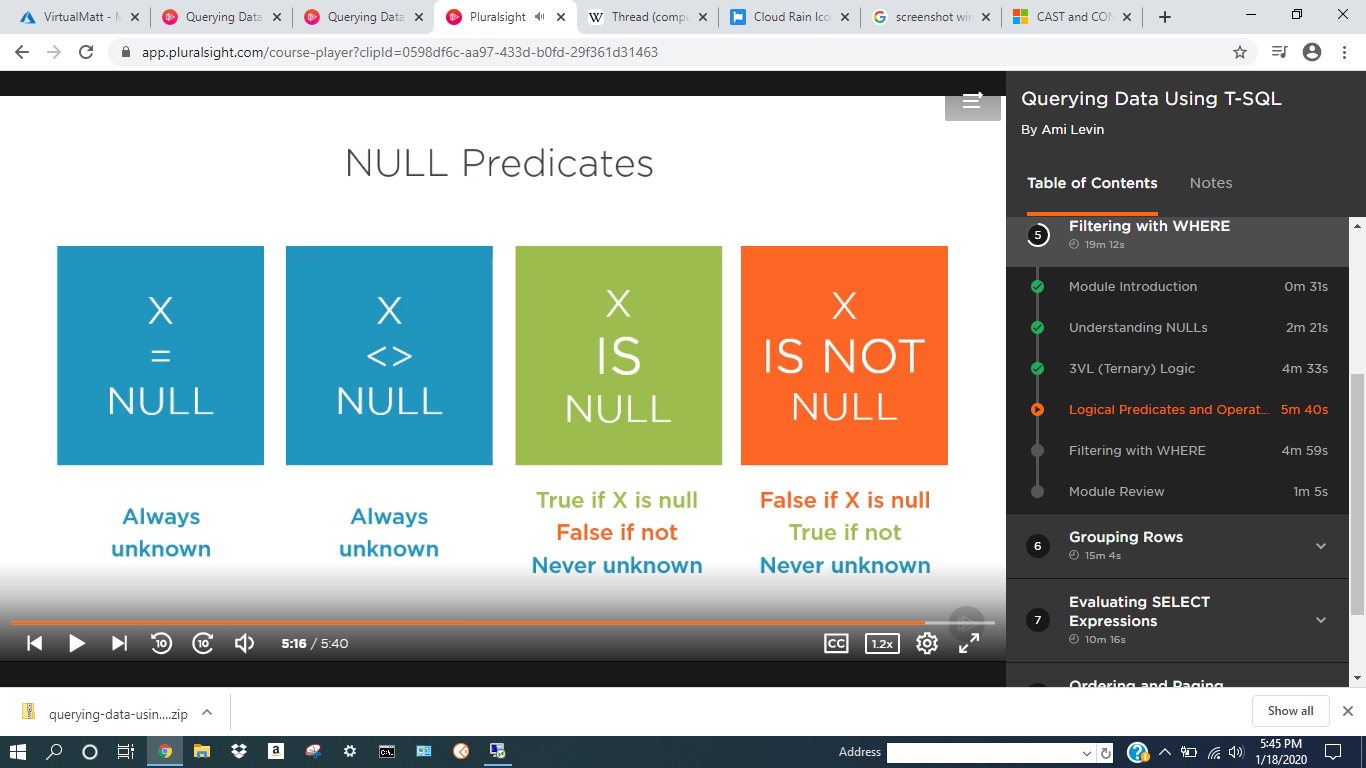 VirtualMatt - M
Querying Data
Querying Data
Pluralsight
Thread (compu
Cloud Rain Ico
screenshot win
CAST and CON
app.pluralsight.com/course-player?clipId=0598df6c-aa97-433d-b0fd-29f361d31463
NULL Predicates
X
=
NULL
Always
unknown
X
<>
NULL
Always
unknown
X
IS
NULL
True if X is null
False if not
Never unknown
X
IS NOT
NULL
False if X is null
True if not
Never unknown
10
10
5:16 / 5:40
CC
1.2x
Querying Data Using T-SQL
By Ami Levin
Table of Contents
Notes
5
Filtering with WHERE
19m 12s
Module Introduction 0m 31s
Understanding NULLs 2m 21s
3VL (Ternary) Logic 4m 33s
Logical Predicates and Operat... 5m 40s
Filtering with WHERE 4m 59s
Module Review 1m 5s
6
Grouping Rows
15m 4s
7
Evaluating SELECT
Expressions
10m 16s
Ordering and Paging
querying-data-usin....zip
Show all
Address
5:45 PM
1/18/2020